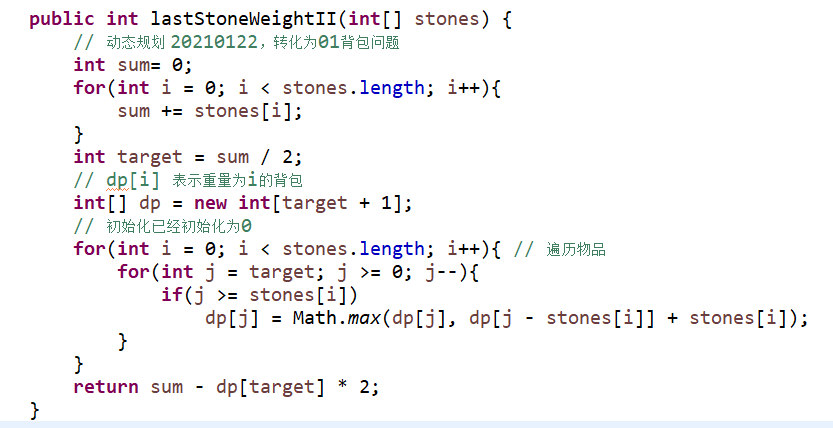 public int lastStoneWeightII(int[] stones) {
    // 动态规划 20210122，转化为01背包问题
    int sum= 0;
    for(int i = 0; i < stones.length; i++){
        sum += stones[i];
    }
    int target = sum / 2;
    // dp[i] 表示重量为i的背包
    int[] dp = new int[target + 1];
    // 初始化已经初始化为0
    for(int i = 0; i < stones.length; i++){ // 遍历物品
        for(int j = target; j >= 0; j--){
            if(j >= stones[i])
                dp[j] = Math.max(dp[j], dp[j - stones[i]] + stones[i]);
        }
    }
    return sum - dp[target] * 2;
}